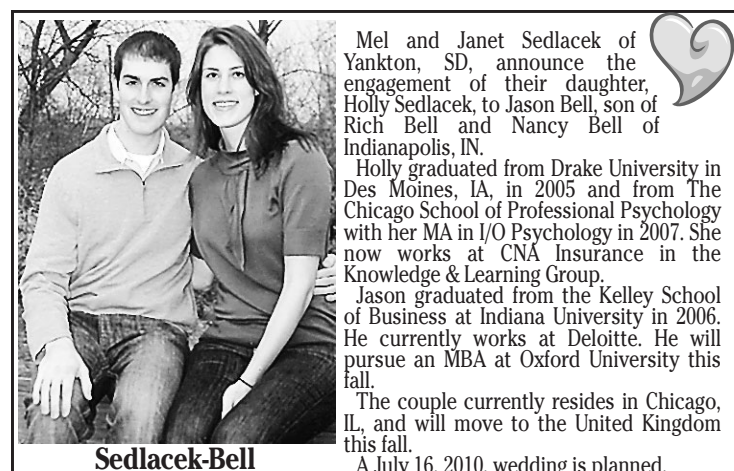 Mel and Janet Sedlacek of
Yankton, SD, announce the
engagement of their daughter,
Holly Sedlacek, to Jason Bell, son of
Rich Bell and Nancy Bell of
Indianapolis, IN.
Holly graduated from Drake University in
Des Moines, IA, in 2005 and from The
Chicago School of Professional Psychology
with her MA in I/O Psychology in 2007. She
now works at CNA Insurance in the
Knowledge & Learning Group.
Jason graduated from the Kelley School
of Business at Indiana University in 2006.
He currently works at Deloitte. He will
pursue an MBA at Oxford University this
fall.
The couple currently resides in Chicago,
IL, and will move to the United Kingdom
this fall.
A July 16, 2010, wedding is planned.
Sedlacek-Bell